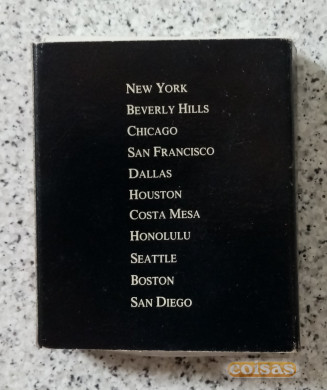 NEW YORK
BEVERLY HILLS
CHICAGO
SAN FRANCISCO
DALLAS
HOUSTON
COSTA MESA
HONOLULU
SEATTLE
BOSTON
SAN DIEGO
coisas